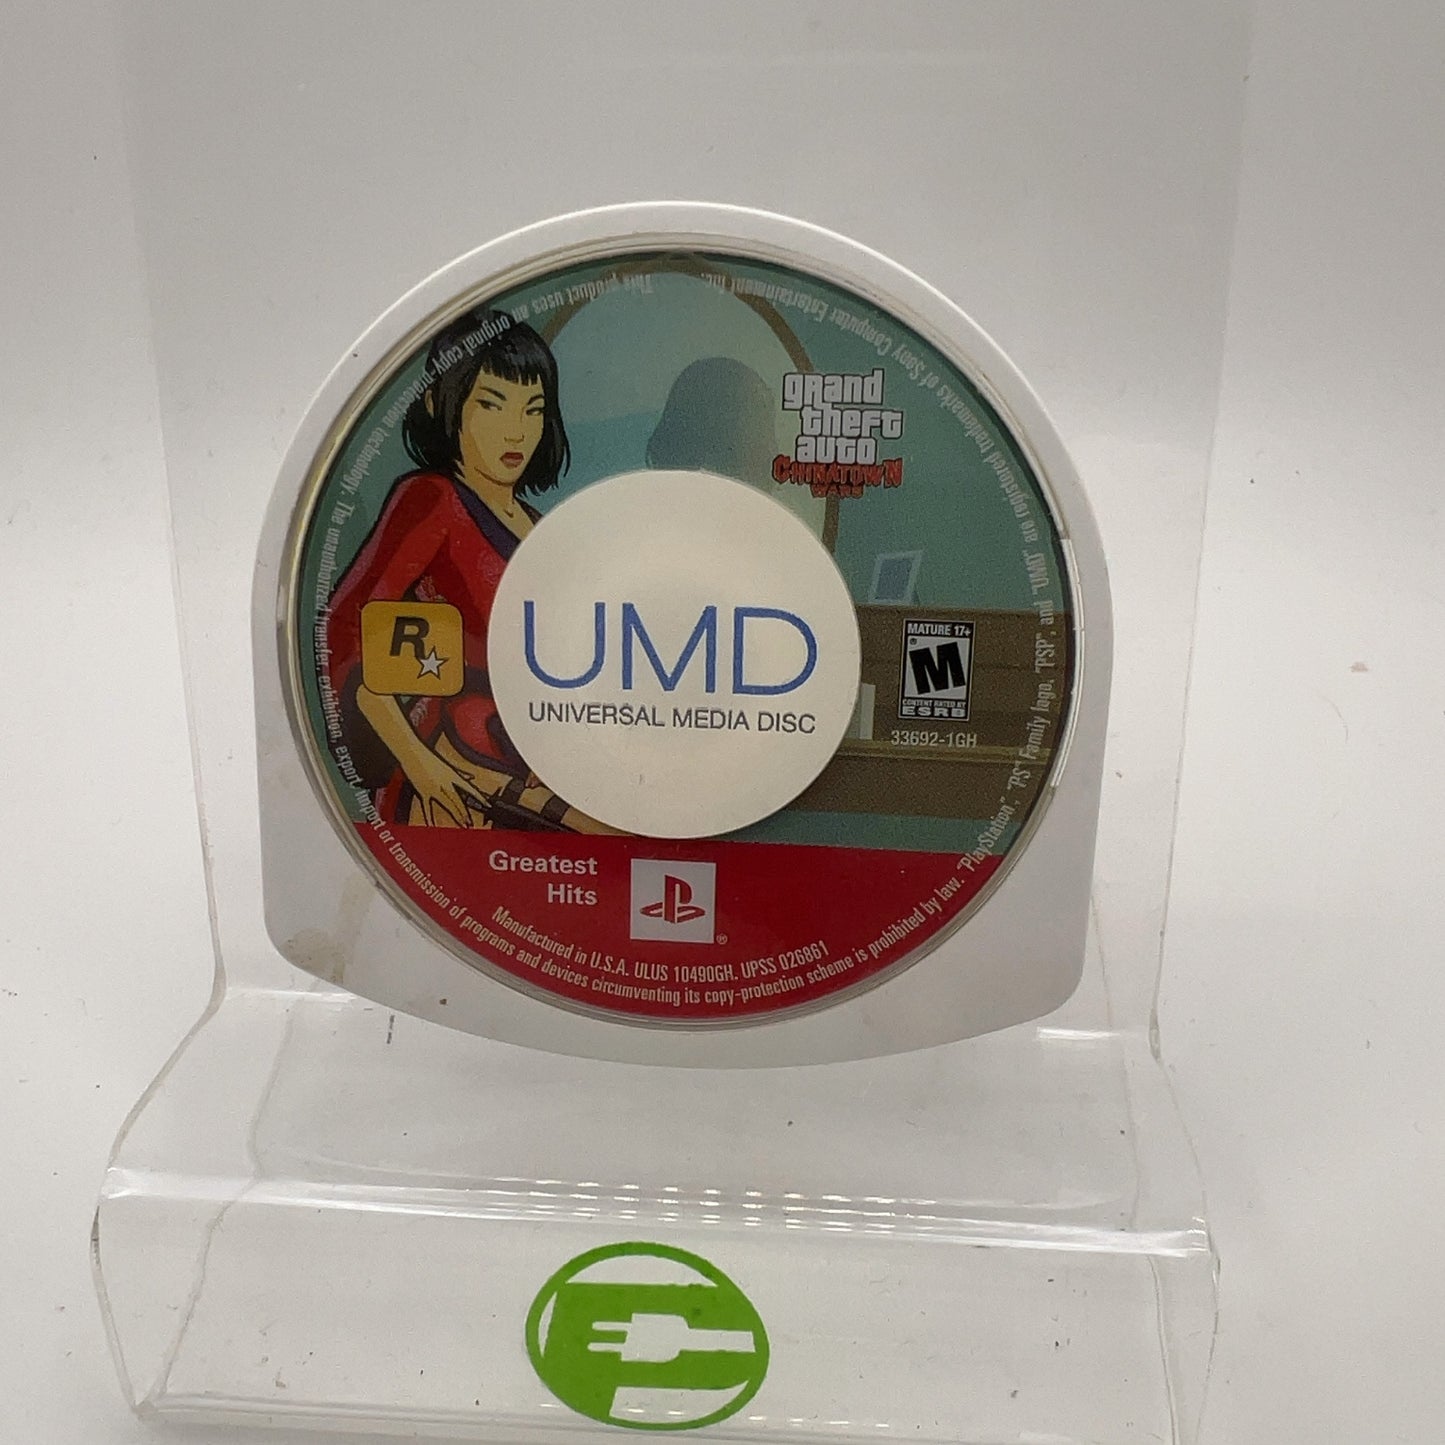 grand
theft
auto
CHINATOWN
WARS
R
UMD
UNIVERSAL MEDIA DISC
MATURE 17+
M
®
CONTENT RATED BY
ESRB
33692-1GH
Greatest
Hits
®
Manufactured in U.S.A. ULUS 10490GH. UPSS 026861
This product uses an original copy-protection technology. The unauthorized transfer, exhibition, export, import or transmission of programs and devices circumventing its copy-protection scheme is prohibited by law. "PlayStation", "PS" Family logo, "PSP", and "UMD" are registered trademarks of Sony Computer Entertainment Inc.